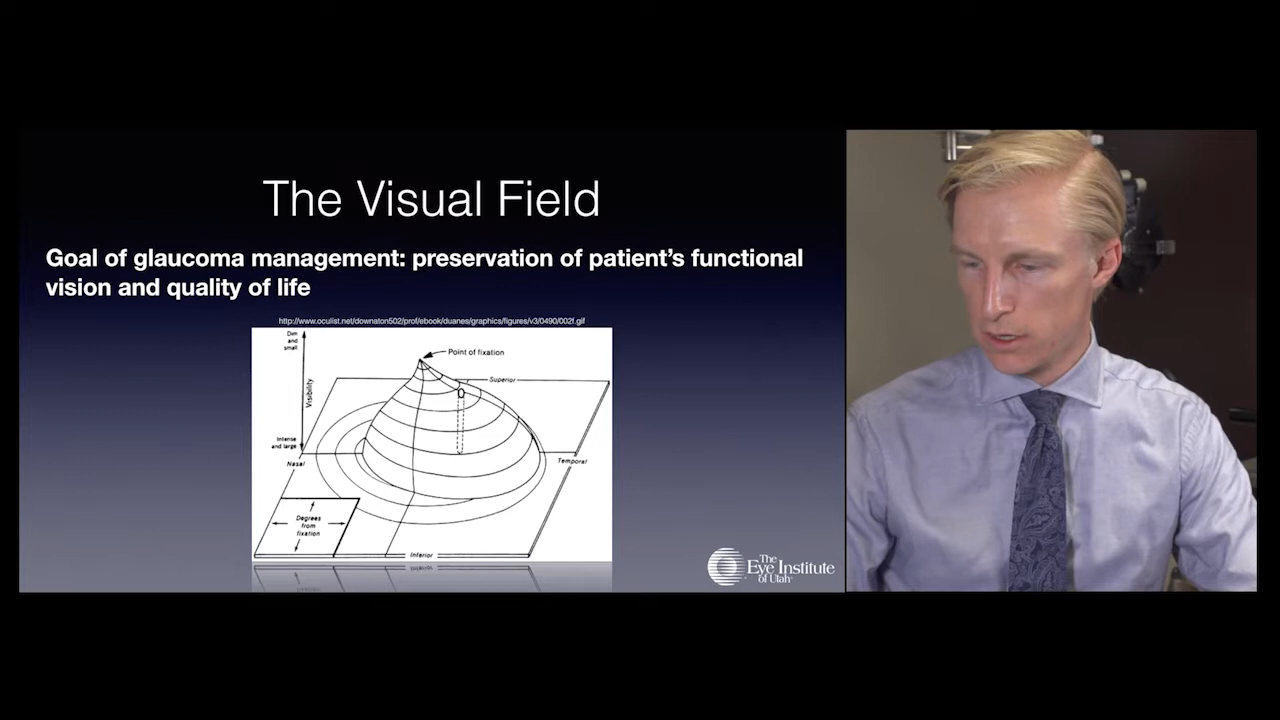 The Visual Field
Goal of glaucoma management: preservation of patient's functional
vision and quality of life
http://www.oculist.net/downaton502/prof/ebook/duanes/graphics/figures/v3/0490/002f.gif
Dim
and
small
Point of fixation
Superior
Visibility
Intense
and large
Nasal
Temporal
Degrees
from
fixation
Inferior
The
Eye Institute
of Utah